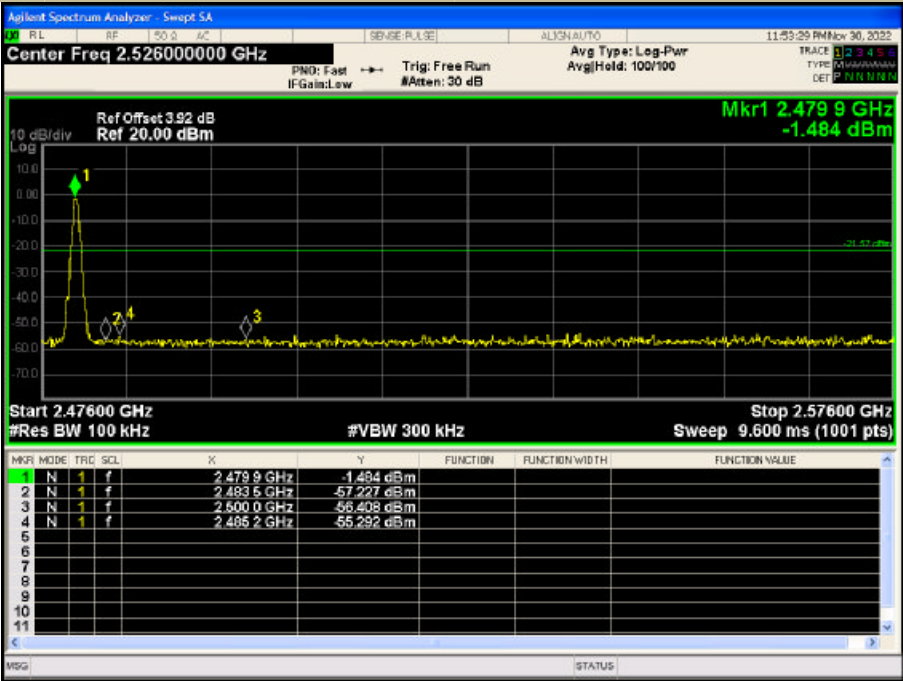 Agilent Spectrum Analyzer - Swept SA
RL RF 50 Ω AC SENSE:PULSE ALIGN AUTO 11:53:29 PM Nov 30, 2022
Center Freq 2.526000000 GHz
PNO: Fast
IFGain:Low
Trig: Free Run
#Atten: 30 dB
Avg Type: Log-Pwr
Avg|Hold: 100/100
TRACE 1 2 3 4 5 6
TYPE M
DET P N N N N N
Ref Offset 3.92 dB
10 dB/div Ref 20.00 dBm
Log
Mkr1 2.479 9 GHz
-1.484 dBm
10.0
0.00
-10.0
-20.0
-30.0
-40.0
-50.0
-60.0
-70.0
1
2
4
3
-21.57 dBm
Start 2.47600 GHz Stop 2.57600 GHz
#Res BW 100 kHz #VBW 300 kHz Sweep 9.600 ms (1001 pts)
MKR MODE TRC SCL X Y FUNCTION FUNCTION WIDTH FUNCTION VALUE
1 N 1 f 2.479 9 GHz -1.484 dBm
2 N 1 f 2.483 5 GHz -57.227 dBm
3 N 1 f 2.500 0 GHz -56.408 dBm
4 N 1 f 2.485 2 GHz -55.292 dBm
5
6
7
8
9
10
11
MSG STATUS